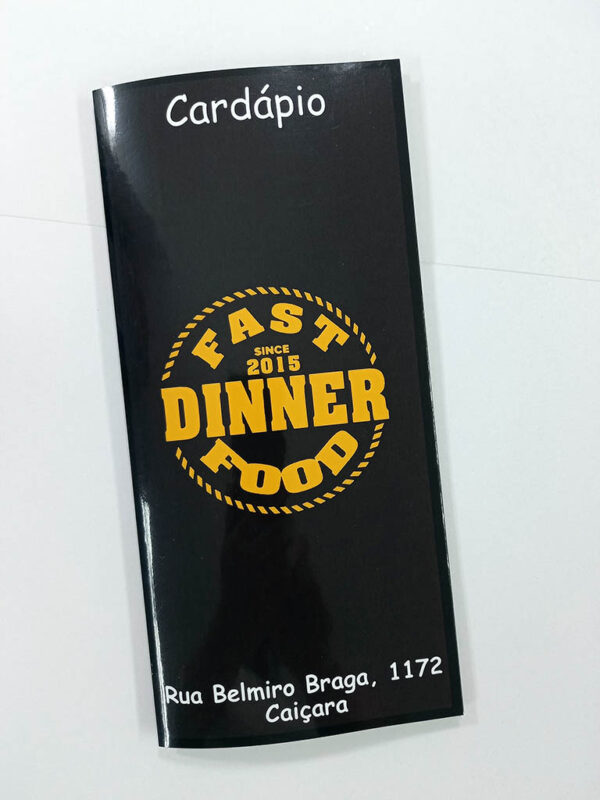 Cardápio
FAST
SINCE
2015
DINNER
FOOD
Rua Belmiro Braga, 1172
Caiçara